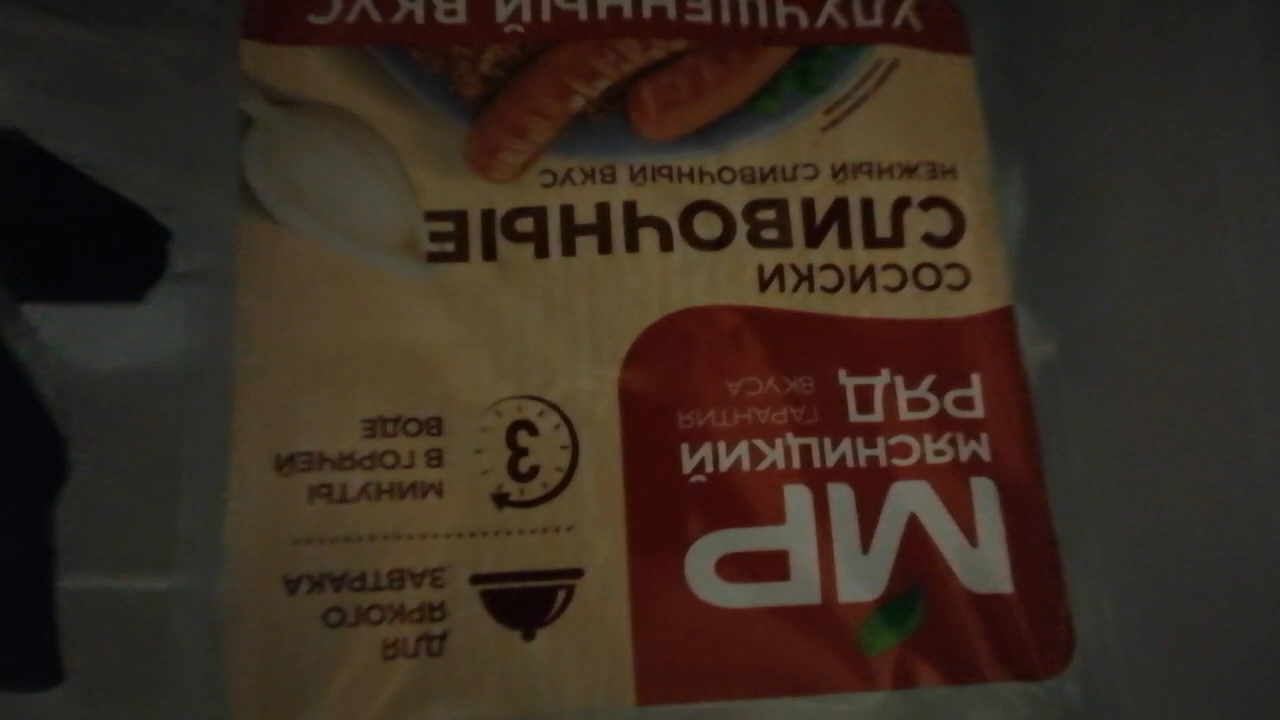 МР
МЯСНИЦКИЙ
РЯД
ГАРАНТИЯ
ВКУСА
ДЛЯ
ЯРКОГО
ЗАВТРАКА
3
МИНУТЫ
В ГОРЯЧЕЙ
ВОДЕ
СОСИСКИ
СЛИВОЧНЫЕ
НЕЖНЫЙ СЛИВОЧНЫЙ ВКУС
УЛУЧШЕННЫЙ ВКУС